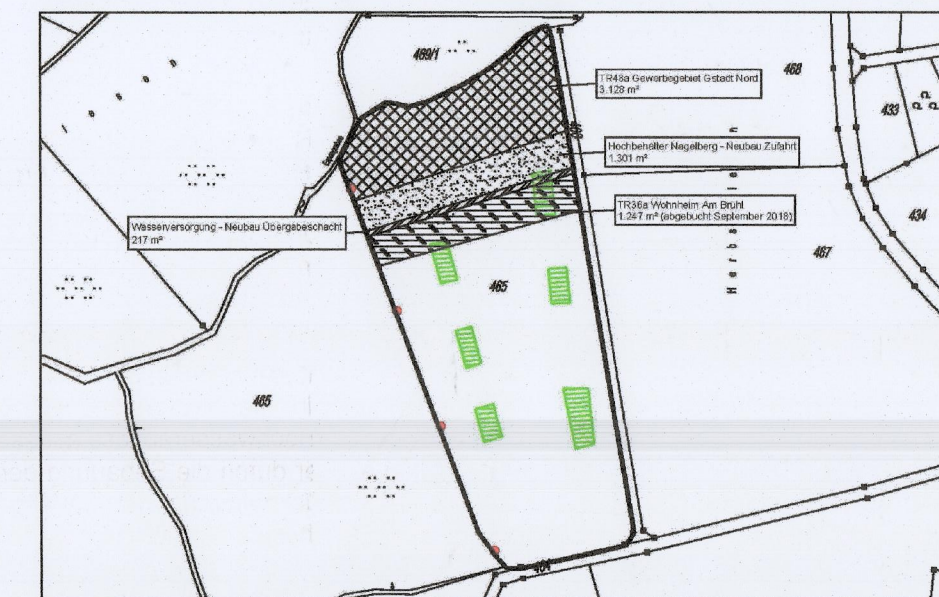 469/1
468
TR48a Gewerbegebiet Gstadt Nord
3.128 m²
433
Hochbehälter Nagelberg - Neubau Zufahrt
1.301 m²
TR36a Wohnheim Am Brühl
1.247 m² (abgebucht September 2018)
434
Wasserversorgung - Neubau Übergabeschacht
217 m²
467
465
465
464